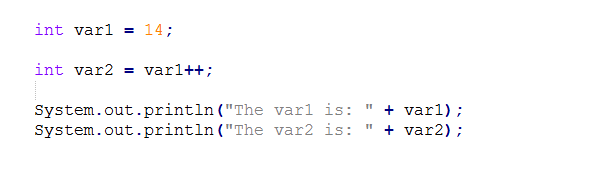 int var1 = 14;
int var2 = var1++;
System.out.println("The var1 is: " + var1);
System.out.println("The var2 is: " + var2);